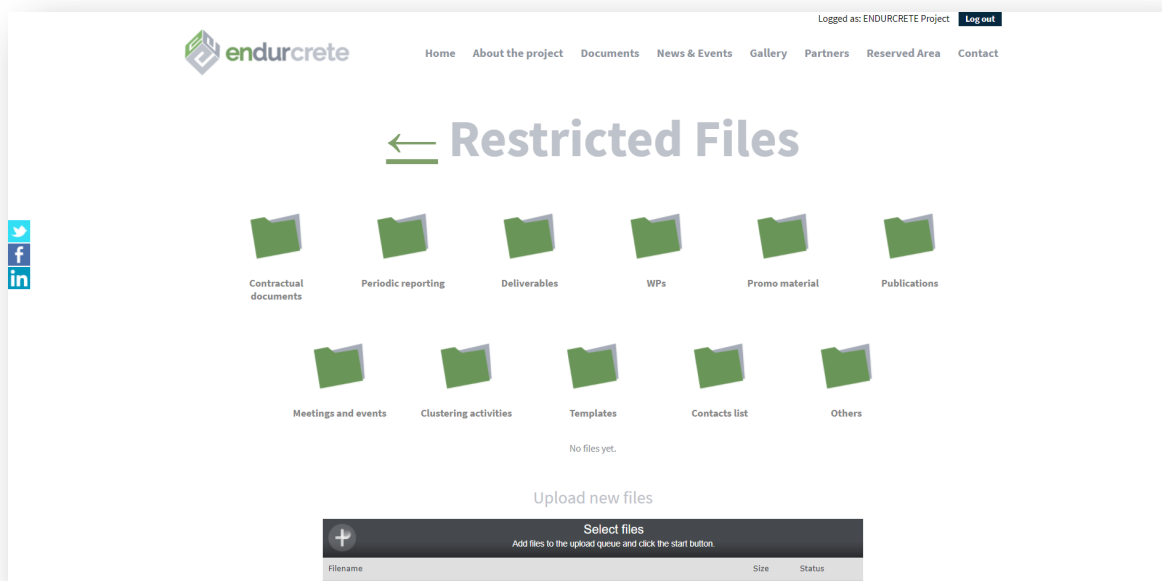 Logged as: ENDURCRETE Project Log out
endurcrete
Home About the project Documents News & Events Gallery Partners Reserved Area Contact
← Restricted Files
Contractual documents
Periodic reporting
Deliverables
WPs
Promo material
Publications
Meetings and events
Clustering activities
Templates
Contacts list
Others
No files yet.
Upload new files
Select files
Add files to the upload queue and click the start button.
Filename Size Status